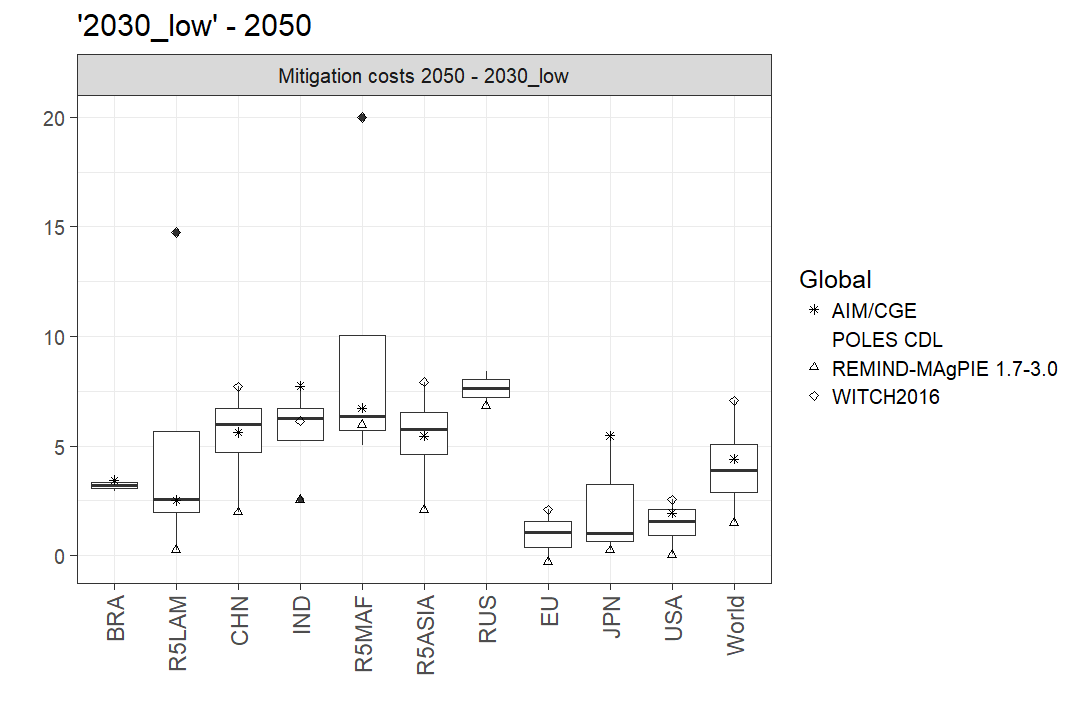 '2030_low' - 2050
Mitigation costs 2050 - 2030_low
20
15
10
5
0
BRA
R5LAM
CHN
IND
R5MAF
R5ASIA
RUS
EU
JPN
USA
World
Global
AIM/CGE
POLES CDL
REMIND-MAgPIE 1.7-3.0
WITCH2016